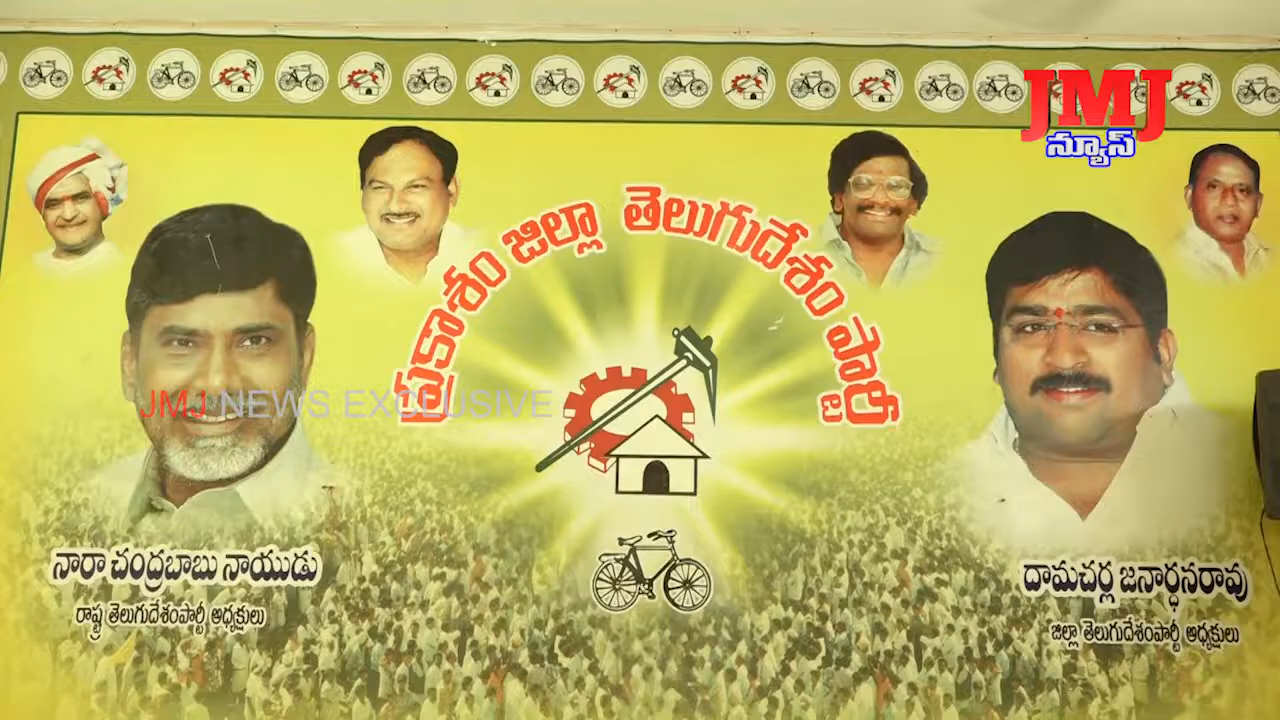 JMJ
న్యూస్
ప్రకాశం జిల్లా తెలుగుదేశం పార్టీ
JMJ NEWS EXCLUSIVE
నారా చంద్రబాబు నాయుడు
రాష్ట్ర తెలుగుదేశంపార్టీ అధ్యక్షులు
దామచర్ల జనార్ధనరావు
జిల్లా తెలుగుదేశంపార్టీ అధ్యక్షులు